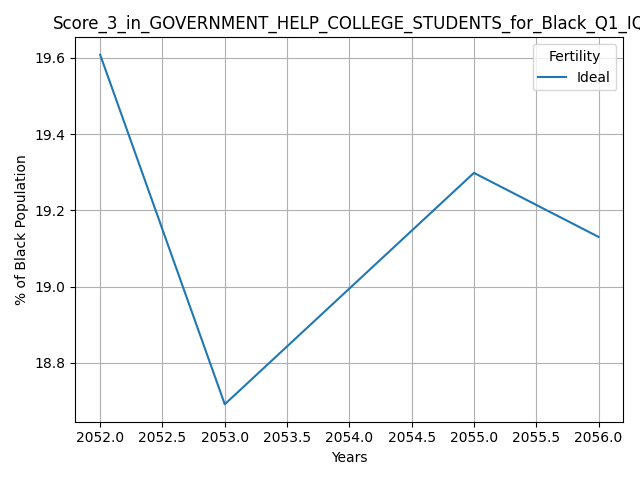 Score_3_in_GOVERNMENT_HELP_COLLEGE_STUDENTS_for_Black_Q1_IQ
Fertility
Ideal
19.6
19.4
19.2
19.0
18.8
% of Black Population
2052.0 2052.5 2053.0 2053.5 2054.0 2054.5 2055.0 2055.5 2056.0
Years